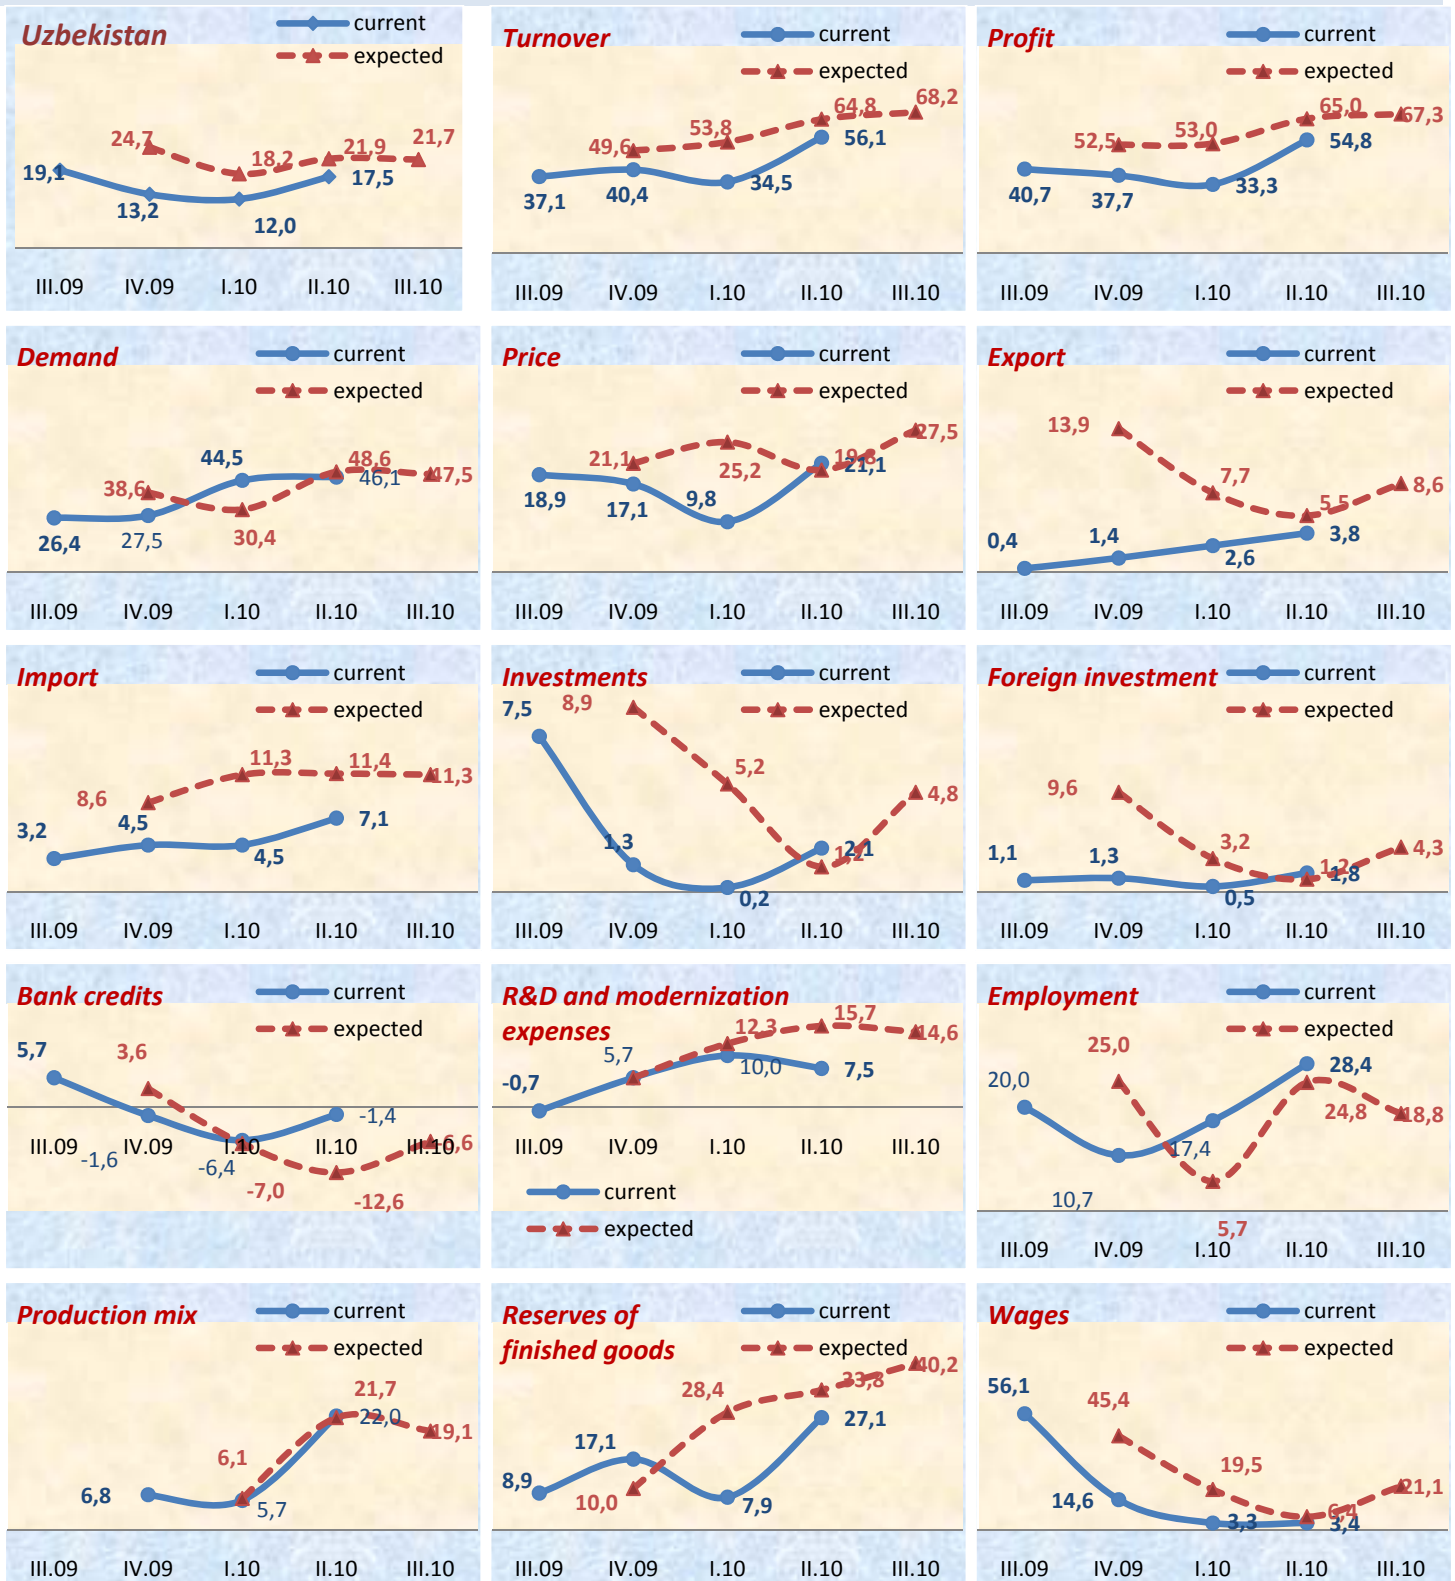 Uzbekistan
current
expected
24,7
18,2
21,9
21,7
19,1
13,2
12,0
17,5
III.09 IV.09 I.10 II.10 III.10
Turnover
current
expected
49,6
53,8
64,8
68,2
37,1
40,4
34,5
56,1
III.09 IV.09 I.10 II.10 III.10
Profit
current
expected
52,5
53,0
65,0
67,3
40,7
37,7
33,3
54,8
III.09 IV.09 I.10 II.10 III.10
Demand
current
expected
38,6
30,4
48,6
47,5
26,4
27,5
44,5
46,1
III.09 IV.09 I.10 II.10 III.10
Price
current
expected
21,1
25,2
19,8
27,5
18,9
17,1
9,8
21,1
III.09 IV.09 I.10 II.10 III.10
Export
current
expected
13,9
7,7
5,5
8,6
0,4
1,4
2,6
3,8
III.09 IV.09 I.10 II.10 III.10
Import
current
expected
8,6
11,3
11,4
11,3
3,2
4,5
4,5
7,1
III.09 IV.09 I.10 II.10 III.10
Investments
current
expected
8,9
5,2
1,2
4,8
7,5
1,3
0,2
2,1
III.09 IV.09 I.10 II.10 III.10
Foreign investment
current
expected
9,6
3,2
1,2
4,3
1,1
1,3
0,5
1,8
III.09 IV.09 I.10 II.10 III.10
Bank credits
current
expected
3,6
-7,0
-12,6
-6,6
5,7
-1,6
-6,4
-1,4
III.09 IV.09 I.10 II.10 III.10
R&D and modernization
expenses
12,3
15,7
14,6
-0,7
5,7
10,0
7,5
III.09 IV.09 I.10 II.10 III.10
current
expected
Employment
current
expected
25,0
5,7
24,8
18,8
20,0
10,7
17,4
28,4
III.09 IV.09 I.10 II.10 III.10
Production mix
current
expected
6,1
21,7
19,1
6,8
5,7
22,0
III.09 IV.09 I.10 II.10 III.10
Reserves of
finished goods
current
expected
10,0
28,4
33,8
40,2
8,9
17,1
7,9
27,1
III.09 IV.09 I.10 II.10 III.10
Wages
current
expected
45,4
19,5
6,4
21,1
56,1
14,6
3,3
3,4
III.09 IV.09 I.10 II.10 III.10